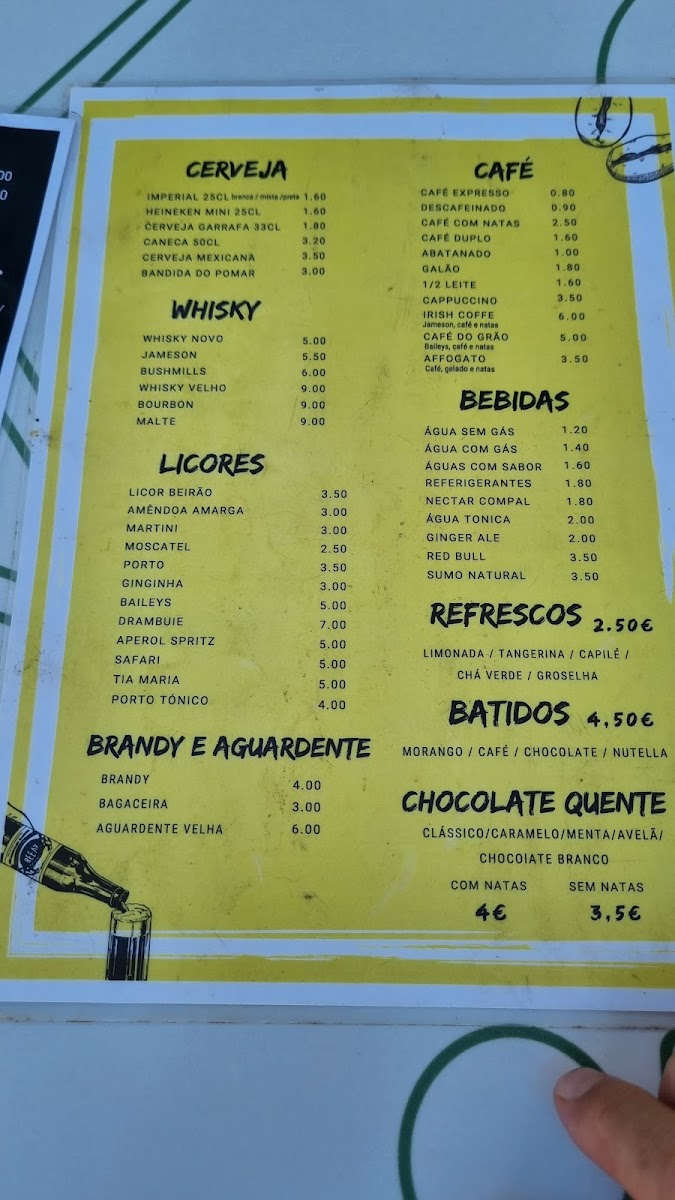 CERVEJA
IMPERIAL 25CL branca / mista /preta 1.60
HEINEKEN MINI 25CL 1.60
CERVEJA GARRAFA 33CL 1.80
CANECA 50CL 3.20
CERVEJA MEXICANA 3.50
BANDIDA DO POMAR 3.00
WHISKY
WHISKY NOVO 5.00
JAMESON 5.50
BUSHMILLS 6.00
WHISKY VELHO 9.00
BOURBON 9.00
MALTE 9.00
LICORES
LICOR BEIRÃO 3.50
AMÊNDOA AMARGA 3.00
MARTINI 3.00
MOSCATEL 2.50
PORTO 3.50
GINGINHA 3.00
BAILEYS 5.00
DRAMBUIE 7.00
APEROL SPRITZ 5.00
SAFARI 5.00
TIA MARIA 5.00
PORTO TÓNICO 4.00
BRANDY E AGUARDENTE
BRANDY 4.00
BAGACEIRA 3.00
AGUARDENTE VELHA 6.00
BEER
CAFÉ
CAFÉ EXPRESSO 0.80
DESCAFEINADO 0.90
CAFÉ COM NATAS 2.50
CAFÉ DUPLO 1.60
ABATANADO 1.00
GALÃO 1.80
1/2 LEITE 1.60
CAPPUCCINO 3.50
IRISH COFFE 6.00
Jameson, café e natas
CAFÉ DO GRÃO 5.00
Baileys, café e natas
AFFOGATO 3.50
Café, gelado e natas
BEBIDAS
ÁGUA SEM GÁS 1.20
ÁGUA COM GÁS 1.40
ÁGUAS COM SABOR 1.60
REFERIGERANTES 1.80
NECTAR COMPAL 1.80
ÁGUA TONICA 2.00
GINGER ALE 2.00
RED BULL 3.50
SUMO NATURAL 3.50
REFRESCOS 2.50€
LIMONADA / TANGERINA / CAPILÉ /
CHÁ VERDE / GROSELHA
BATIDOS 4,50€
MORANGO / CAFÉ / CHOCOLATE / NUTELLA
CHOCOLATE QUENTE
CLÁSSICO/CARAMELO/MENTA/AVELÃ/
CHOCOIATE BRANCO
COM NATAS SEM NATAS
4€ 3,5€